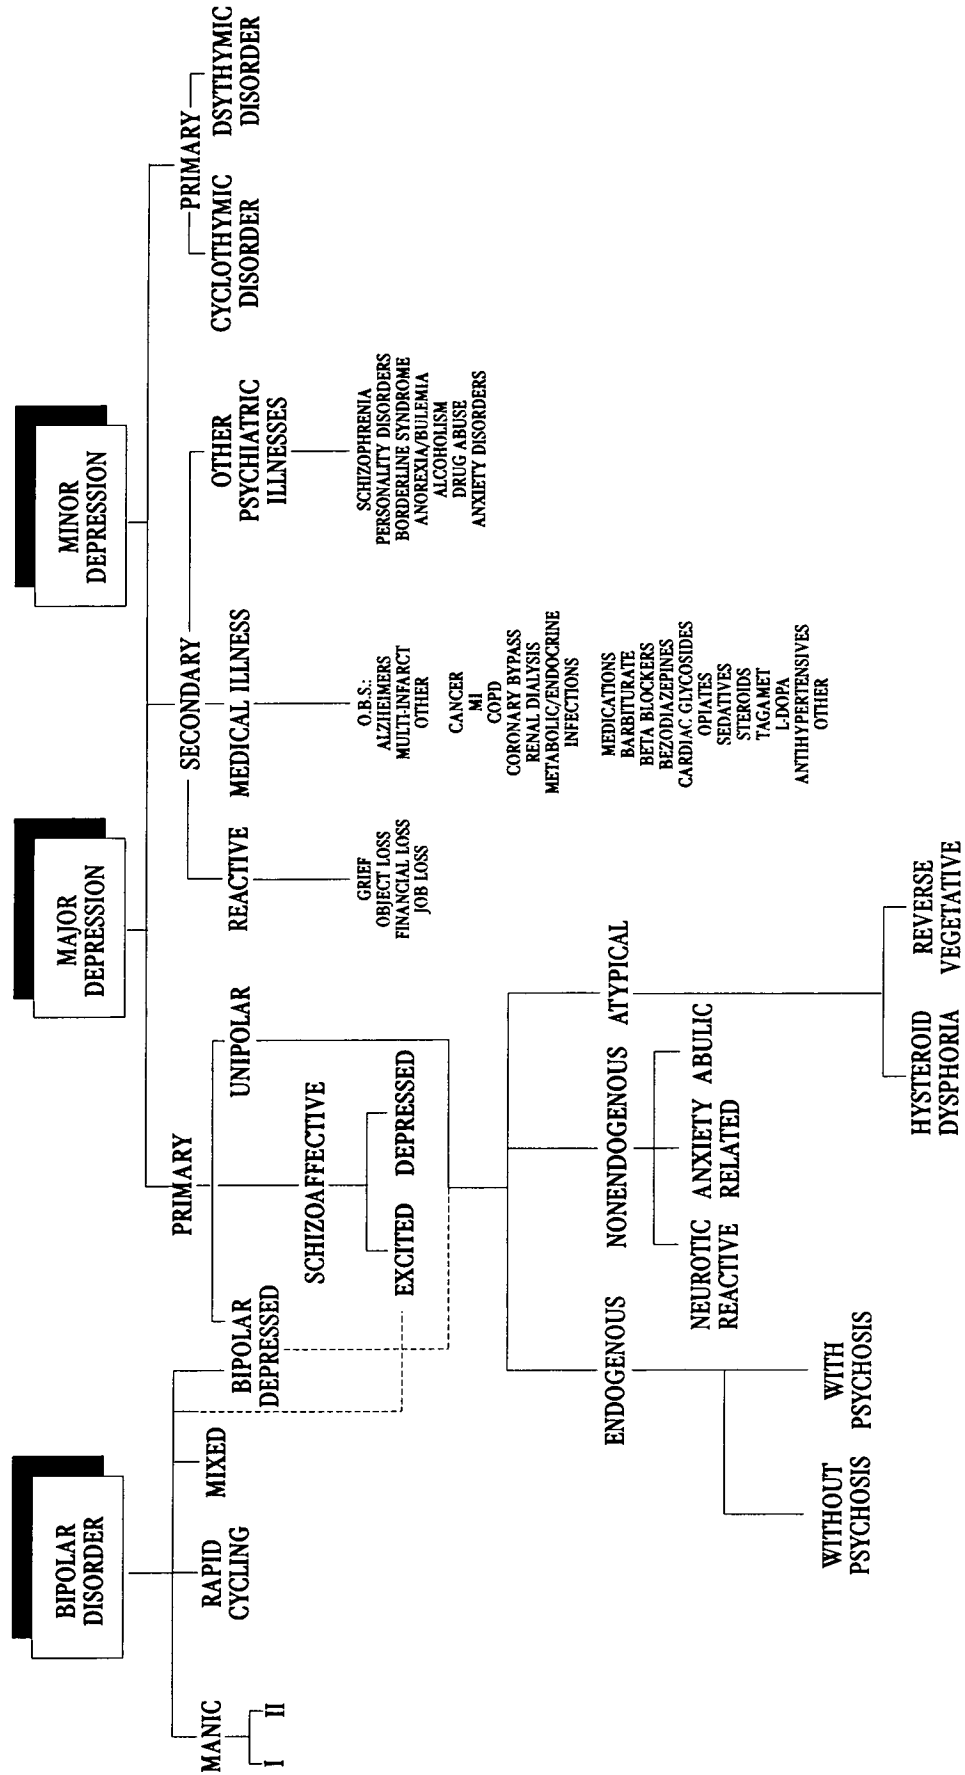 BIPOLAR
DISORDER
MAJOR
DEPRESSION
MINOR
DEPRESSION
MANIC
I
II
RAPID
CYCLING
MIXED
BIPOLAR
DEPRESSED
PRIMARY
UNIPOLAR
SCHIZOAFFECTIVE
EXCITED
DEPRESSED
SECONDARY
REACTIVE
MEDICAL ILLNESS
OTHER
PSYCHIATRIC
ILLNESSES
PRIMARY
CYCLOTHYMIC
DISORDER
DSYTHYMIC
DISORDER
GRIEF
OBJECT LOSS
FINANCIAL LOSS
JOB LOSS
O.B.S.:
ALZHEIMERS
MULTI-INFARCT
OTHER
CANCER
MI
COPD
CORONARY BYPASS
RENAL DIALYSIS
METABOLIC/ENDOCRINE
INFECTIONS
MEDICATIONS
BARBITURATE
BETA BLOCKERS
BEZODIAZEPINES
CARDIAC GLYCOSIDES
OPIATES
SEDATIVES
STEROIDS
TAGAMET
L-DOPA
ANTIHYPERTENSIVES
OTHER
SCHIZOPHRENIA
PERSONALITY DISORDERS
BORDERLINE SYNDROME
ANOREXIA/BULEMIA
ALCOHOLISM
DRUG ABUSE
ANXIETY DISORDERS
ENDOGENOUS
NONENDOGENOUS
ATYPICAL
NEUROTIC
REACTIVE
ANXIETY
RELATED
ABULIC
WITHOUT
PSYCHOSIS
WITH
PSYCHOSIS
HYSTEROID
DYSPHORIA
REVERSE
VEGETATIVE